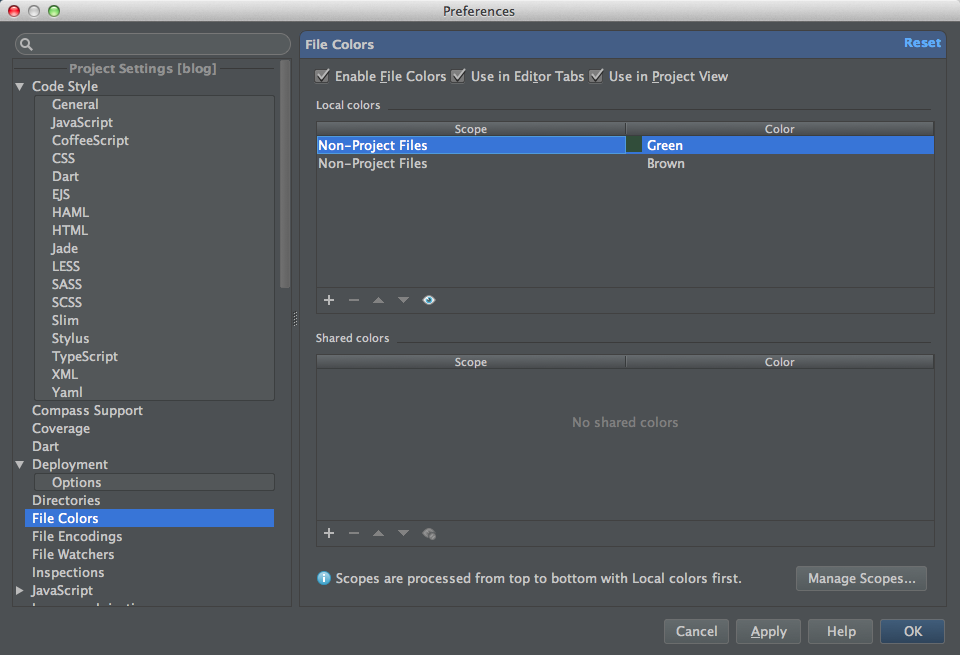 Preferences
Project Settings [blog]
Code Style
General
JavaScript
CoffeeScript
CSS
Dart
EJS
HAML
HTML
Jade
LESS
SASS
SCSS
Slim
Stylus
TypeScript
XML
Yaml
Compass Support
Coverage
Dart
Deployment
Options
Directories
File Colors
File Encodings
File Watchers
Inspections
JavaScript
File Colors Reset
Enable File Colors Use in Editor Tabs Use in Project View
Local colors
Scope Color
Non-Project Files Green
Non-Project Files Brown
Shared colors
Scope Color
No shared colors
Scopes are processed from top to bottom with Local colors first. Manage Scopes...
Cancel Apply Help OK